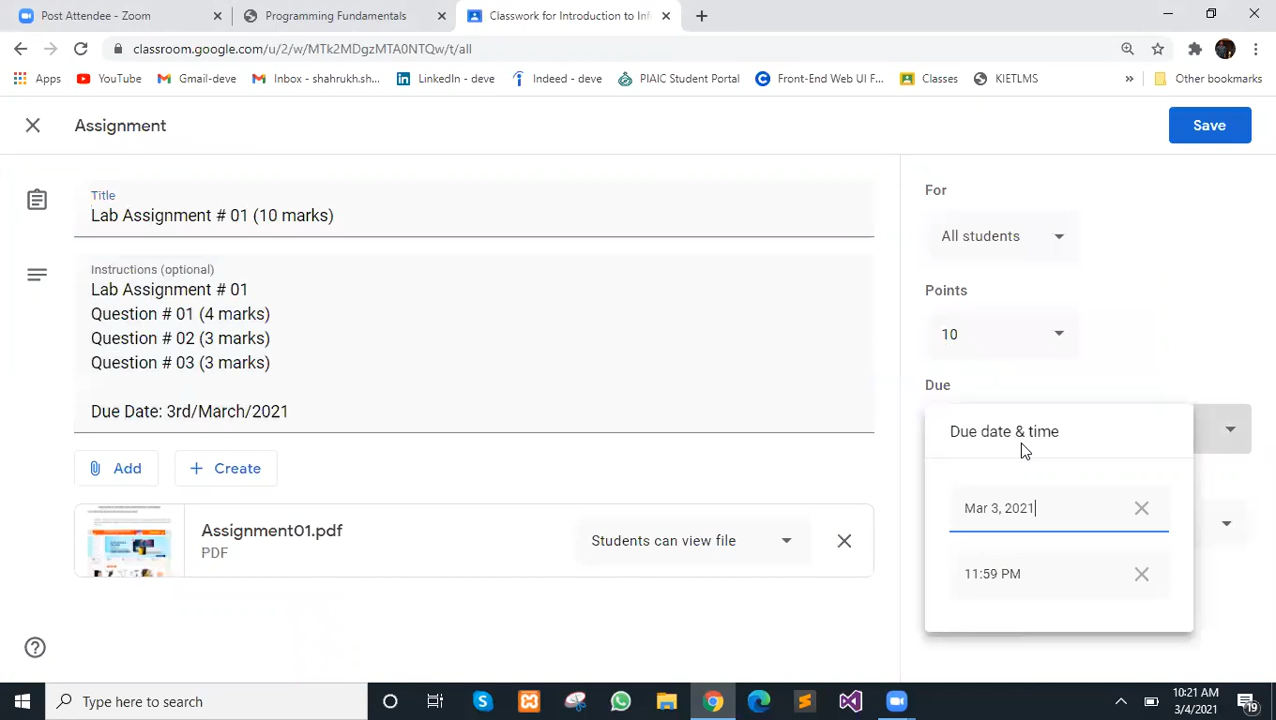 Post Attendee - Zoom
Programming Fundamentals
Classwork for Introduction to Inf
classroom.google.com/u/2/w/MTk2MDgzMTA0NTQw/t/all
Apps
YouTube
Gmail-deve
Inbox - shahrukh.sh...
LinkedIn - deve
Indeed - deve
PIAIC Student Portal
Front-End Web UI F...
Classes
KIETLMS
»
Other bookmarks
Assignment
Save
Title
Lab Assignment # 01 (10 marks)
Instructions (optional)
Lab Assignment # 01
Question # 01 (4 marks)
Question # 02 (3 marks)
Question # 03 (3 marks)
Due Date: 3rd/March/2021
Add
Create
Assignment01.pdf
PDF
Students can view file
For
All students
Points
10
Due
Due date & time
Mar 3, 2021
11:59 PM
Type here to search
10:21 AM
3/4/2021
19